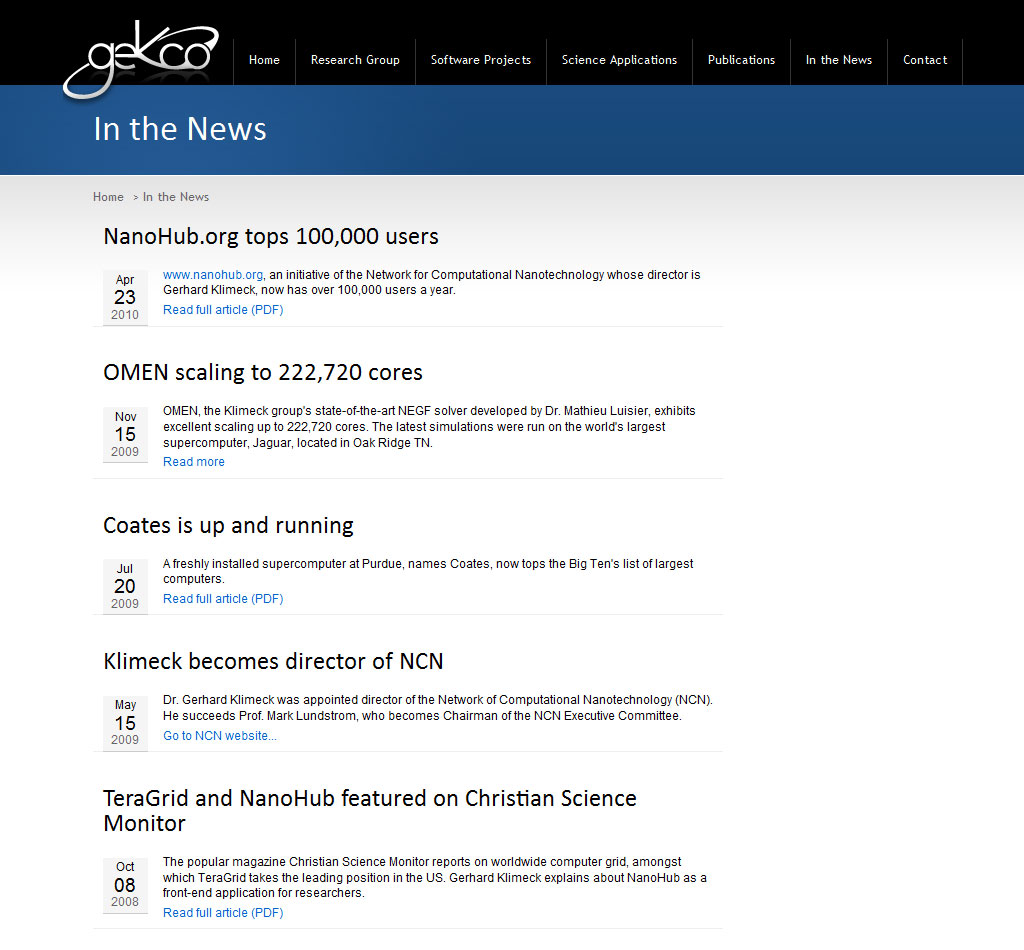 gekco
Home
Research Group
Software Projects
Science Applications
Publications
In the News
Contact
In the News
Home > In the News
NanoHub.org tops 100,000 users
Apr
23
2010
www.nanohub.org, an initiative of the Network for Computational Nanotechnology whose director is
Gerhard Klimeck, now has over 100,000 users a year.
Read full article (PDF)
OMEN scaling to 222,720 cores
Nov
15
2009
OMEN, the Klimeck group's state-of-the-art NEGF solver developed by Dr. Mathieu Luisier, exhibits
excellent scaling up to 222,720 cores. The latest simulations were run on the world's largest
supercomputer, Jaguar, located in Oak Ridge TN.
Read more
Coates is up and running
Jul
20
2009
A freshly installed supercomputer at Purdue, names Coates, now tops the Big Ten's list of largest
computers.
Read full article (PDF)
Klimeck becomes director of NCN
May
15
2009
Dr. Gerhard Klimeck was appointed director of the Network of Computational Nanotechnology (NCN).
He succeeds Prof. Mark Lundstrom, who becomes Chairman of the NCN Executive Committee.
Go to NCN website...
TeraGrid and NanoHub featured on Christian Science
Monitor
Oct
08
2008
The popular magazine Christian Science Monitor reports on worldwide computer grid, amongst
which TeraGrid takes the leading position in the US. Gerhard Klimeck explains about NanoHub as a
front-end application for researchers.
Read full article (PDF)